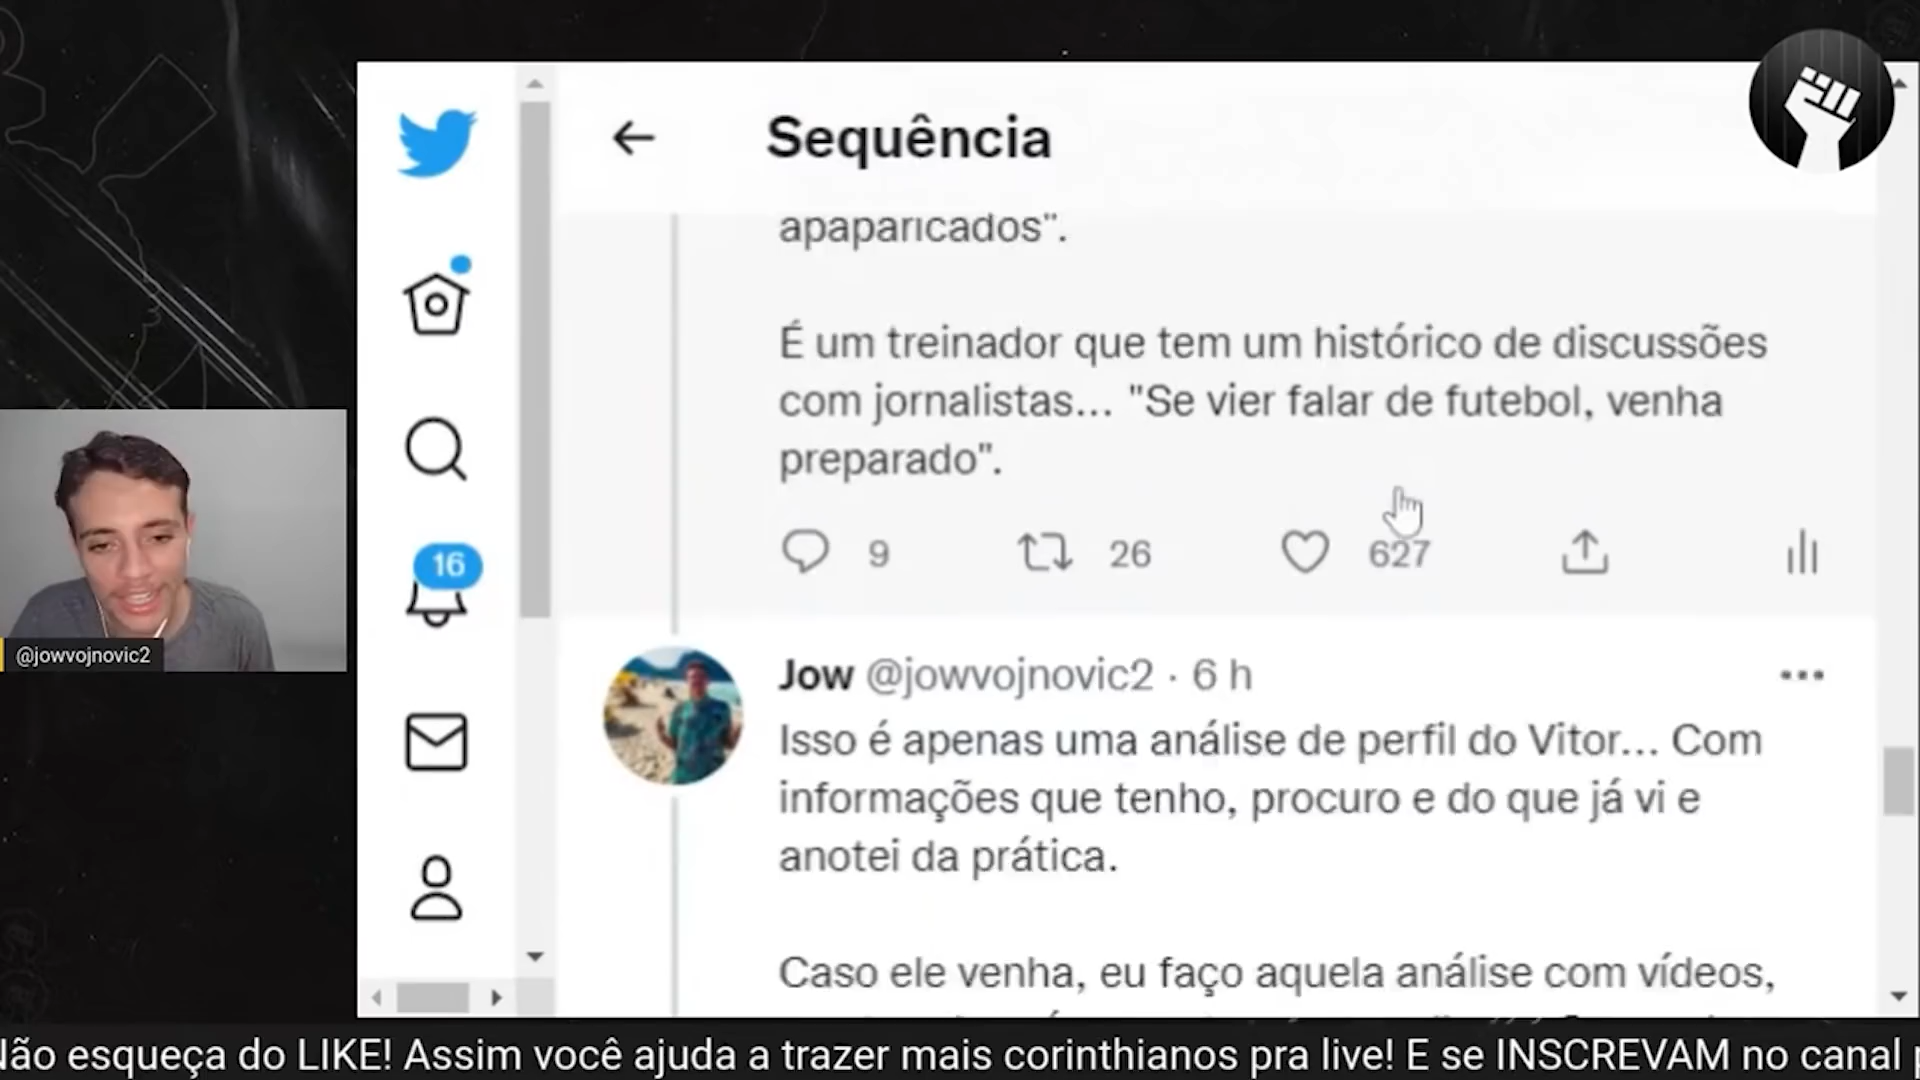 Sequência
apaparicados".
É um treinador que tem um histórico de discussões
com jornalistas... "Se vier falar de futebol, venha
preparado".
9 26 627
16
@jowvojnovic2
Jow @jowvojnovic2 · 6 h
Isso é apenas uma análise de perfil do Vitor... Com
informações que tenho, procuro e do que já vi e
anotei da prática.
Caso ele venha, eu faço aquela análise com vídeos,
Não esqueça do LIKE! Assim você ajuda a trazer mais corinthianos pra live! E se INSCREVAM no canal p